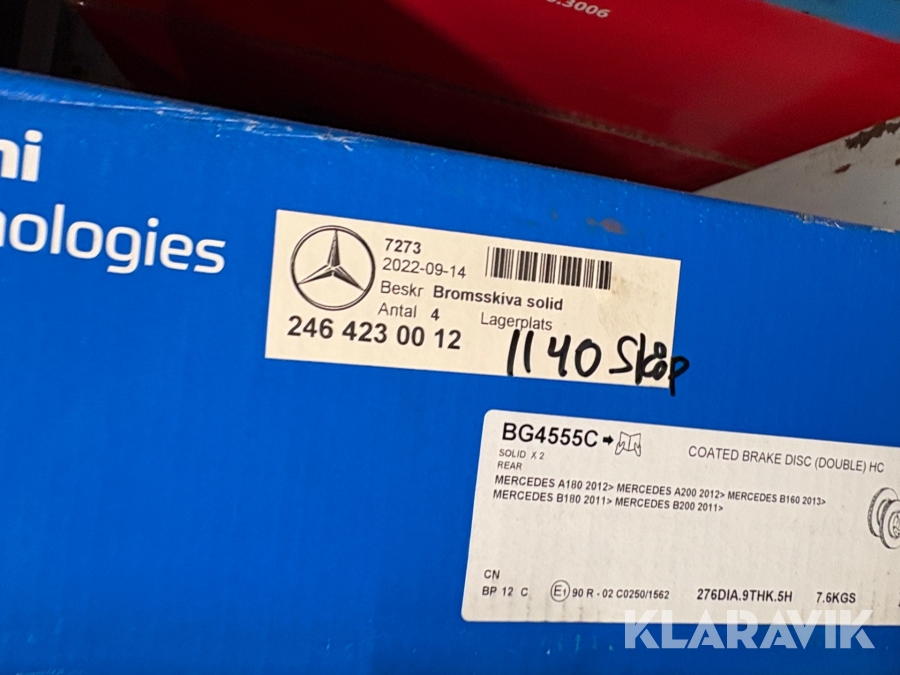 .3006
nologies
7273
2022-09-14
Beskr Bromsskiva solid
Antal 4 Lagerplats
246 423 00 12
1140 Skåp
BG4555C
COATED BRAKE DISC (DOUBLE) HC
SOLID X 2
REAR
MERCEDES A180 2012> MERCEDES A200 2012> MERCEDES B160 2013>
MERCEDES B180 2011> MERCEDES B200 2011>
CN
BP 12 C
E1 90 R - 02 C0250/1562
276DIA.9THK.5H
7.6KGS
KLARAVIK